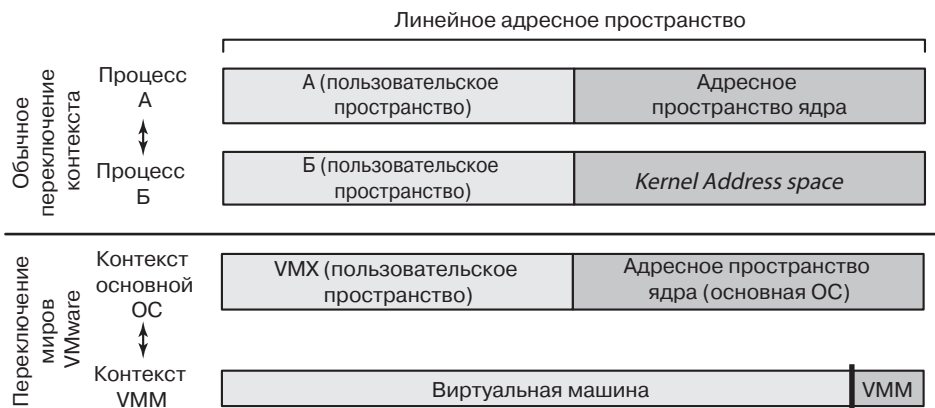 Линейное адресное пространство
Обычное
переключение
контекста
Процесс
А
А (пользовательское
пространство)
Адресное
пространство ядра
Процесс
Б
Б (пользовательское
пространство)
Kernel Address space
Переключение
миров
VMware
Контекст
основной
ОС
VMX (пользовательское
пространство)
Адресное пространство
ядра (основная ОС)
Контекст
VMM
Виртуальная машина
VMM